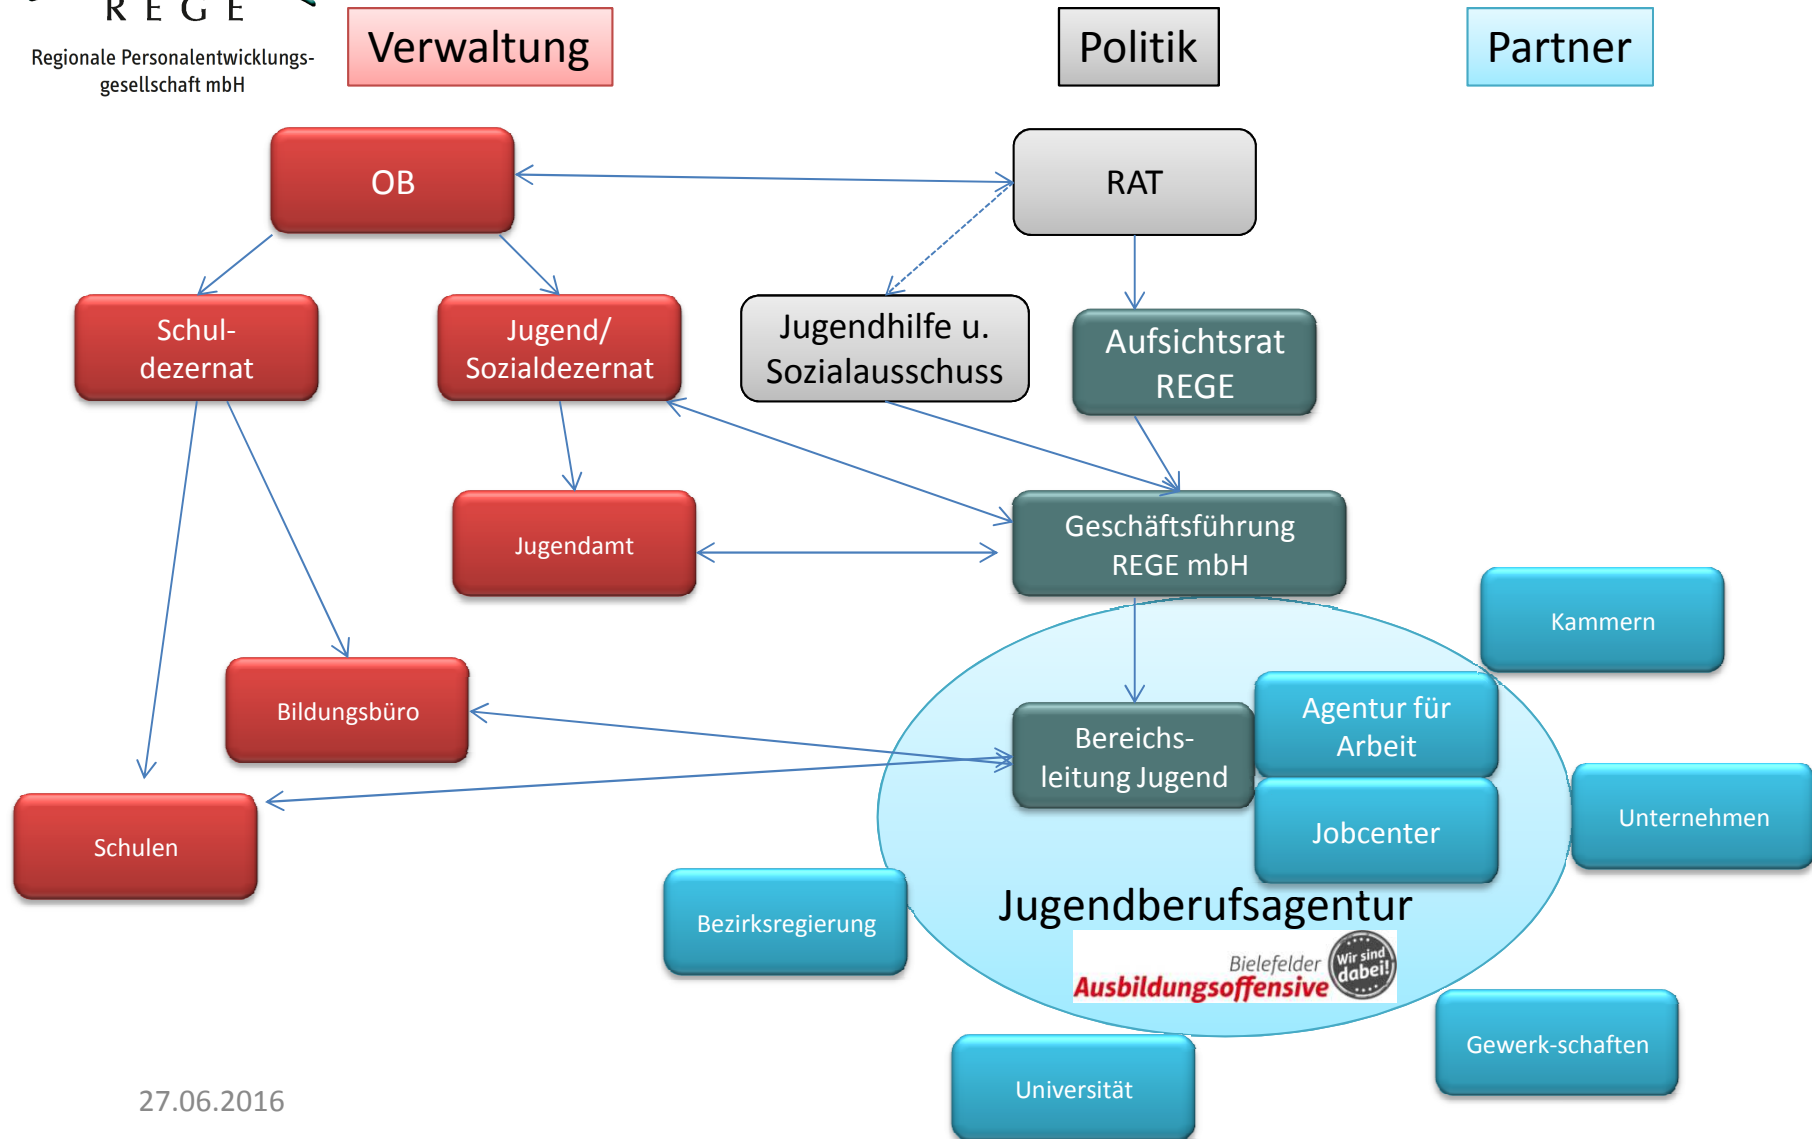 REGE
Regionale Personalentwicklungs-
gesellschaft mbH
Verwaltung
Politik
Partner
OB
RAT
Schul-
dezernat
Jugend/
Sozialdezernat
Jugendhilfe u.
Sozialausschuss
Aufsichtsrat
REGE
Jugendamt
Geschäftsführung
REGE mbH
Kammern
Bildungsbüro
Bereichs-
leitung Jugend
Agentur für
Arbeit
Schulen
Jobcenter
Unternehmen
Bezirksregierung
Jugendberufsagentur
Bielefelder
Ausbildungsoffensive
Wir sind
dabei!
Gewerk-schaften
Universität
27.06.2016